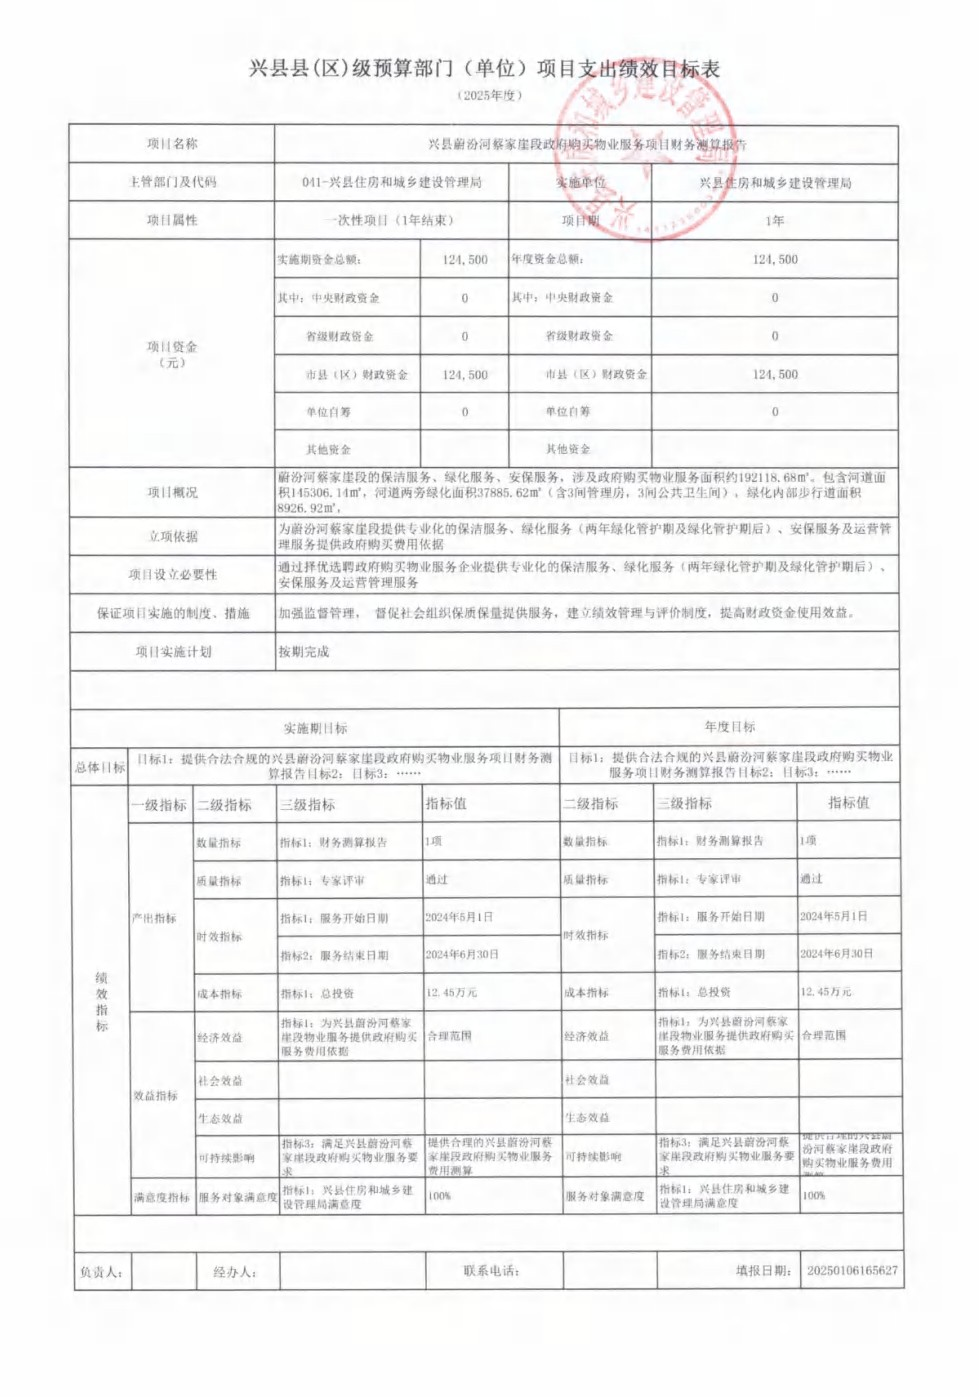 兴县县(区)级预算部门（单位）项目支出绩效目标表
（2025年度）
项目名称 兴县蔚汾河蔡家崖段政府购买物业服务项目财务测算报告
主管部门及代码 041-兴县住房和城乡建设管理局 实施单位 兴县住房和城乡建设管理局
项目属性 一次性项目（1年结束） 项目期 1年
项目资金
（元）
实施期资金总额： 124,500 年度资金总额： 124,500
其中：中央财政资金 0 其中：中央财政资金 0
省级财政资金 0 省级财政资金 0
市县（区）财政资金 124,500 市县（区）财政资金 124,500
单位自筹 0 单位自筹 0
其他资金 其他资金
项目概况
蔚汾河蔡家崖段的保洁服务、绿化服务、安保服务，涉及政府购买物业服务面积约192118.68㎡。包含河道面
积145306.14㎡，河道两旁绿化面积37885.62㎡（含3间管理房，3间公共卫生间），绿化内部步行道面积
8926.92㎡，
立项依据
为蔚汾河蔡家崖段提供专业化的保洁服务、绿化服务（两年绿化管护期及绿化管护期后）、安保服务及运营管
理服务提供政府购买费用依据
项目设立必要性
通过择优选聘政府购买物业服务企业提供专业化的保洁服务、绿化服务（两年绿化管护期及绿化管护期后）、
安保服务及运营管理服务
保证项目实施的制度、措施 加强监督管理， 督促社会组织保质保量提供服务，建立绩效管理与评价制度，提高财政资金使用效益。
项目实施计划 按期完成
实施期目标 年度目标
总体目标
目标1：提供合法合规的兴县蔚汾河蔡家崖段政府购买物业服务项目财务测
算报告目标2：目标3：……
目标1：提供合法合规的兴县蔚汾河蔡家崖段政府购买物业
服务项目财务测算报告目标2：目标3：……
绩效指标
一级指标 二级指标 三级指标 指标值 二级指标 三级指标 指标值
产出指标
数量指标 指标1：财务测算报告 1项 数量指标 指标1：财务测算报告 1项
质量指标 指标1：专家评审 通过 质量指标 指标1：专家评审 通过
时效指标 指标1：服务开始日期 2024年5月1日 时效指标 指标1：服务开始日期 2024年5月1日
指标2：服务结束日期 2024年6月30日 指标2：服务结束日期 2024年6月30日
成本指标 指标1：总投资 12.45万元 成本指标 指标1：总投资 12.45万元
效益指标
经济效益
指标1：为兴县蔚汾河蔡家
崖段物业服务提供政府购买
服务费用依据
合理范围
经济效益
指标1：为兴县蔚汾河蔡家
崖段物业服务提供政府购买
服务费用依据
合理范围
社会效益 社会效益
生态效益 生态效益
可持续影响
指标3：满足兴县蔚汾河蔡
家崖段政府购买物业服务要
求
提供合理的兴县蔚汾河蔡
家崖段政府购买物业服务
费用测算
可持续影响
指标3：满足兴县蔚汾河蔡
家崖段政府购买物业服务要
求
提供合理的兴县蔚
汾河蔡家崖段政府
购买物业服务费用
满意度指标 服务对象满意度
指标1：兴县住房和城乡建
设管理局满意度
100%
服务对象满意度
指标1：兴县住房和城乡建
设管理局满意度
100%
负责人： 经办人： 联系电话： 填报日期： 20250106165627